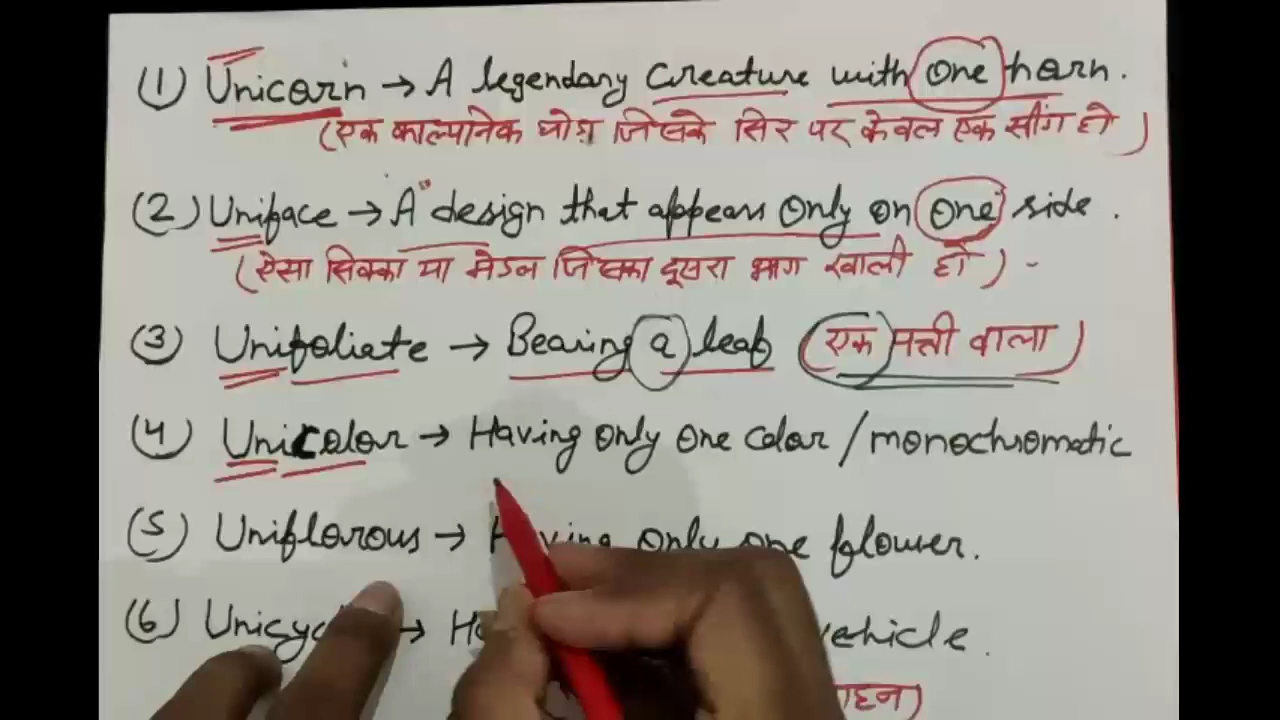 (1) Unicorn → A legendary Creature with one horn.
(एक काल्पनिक घोड़ा जिसके सिर पर केवल एक सींग हो)
(2) Uniface → A design that appears Only on one side.
(ऐसा सिक्का या मेडल जिसका दूसरा भाग खाली हो)
(3) Unifoliate → Bearing a leaf (एक पत्ती वाला)
(4) Unicolor → Having only one color / monochromatic
(5) Uniflorous → Having only one flower.
(6) → vehicle.